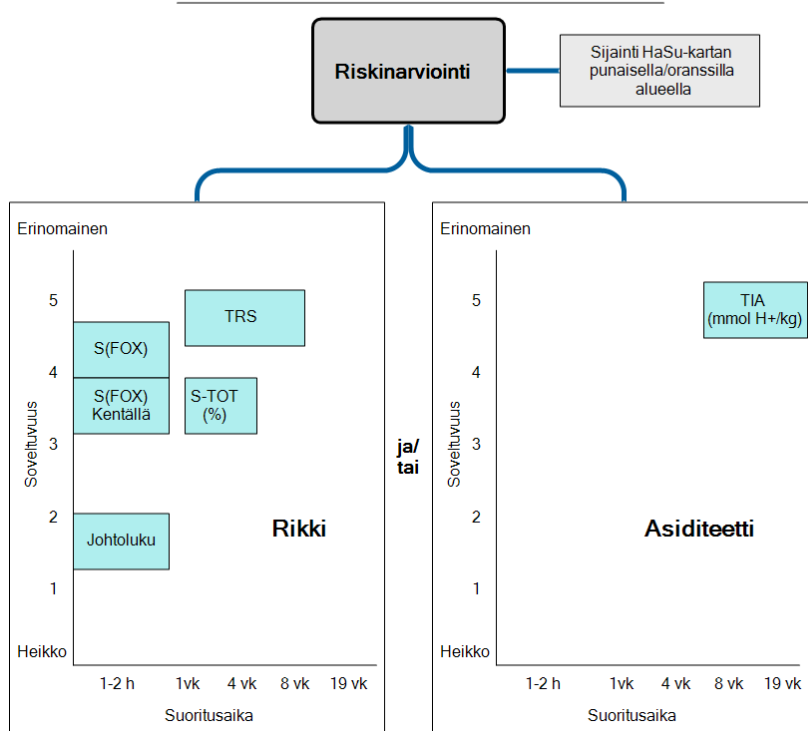 Riskinarviointi
Sijainti HaSu-kartan
punaisella/oranssilla
alueella
Erinomainen
5
4
3
2
1
Heikko
Soveltuvuus
TRS
S(FOX)
S(FOX)
Kentällä
S-TOT
(%)
Johtoluku
Rikki
1-2 h
1vk
4 vk
8 vk
19 vk
Suoritusaika
ja/
tai
Erinomainen
5
4
3
2
1
Heikko
Soveltuvuus
TIA
(mmol H+/kg)
Asiditeetti
1-2 h
1vk
4 vk
8 vk
19 vk
Suoritusaika